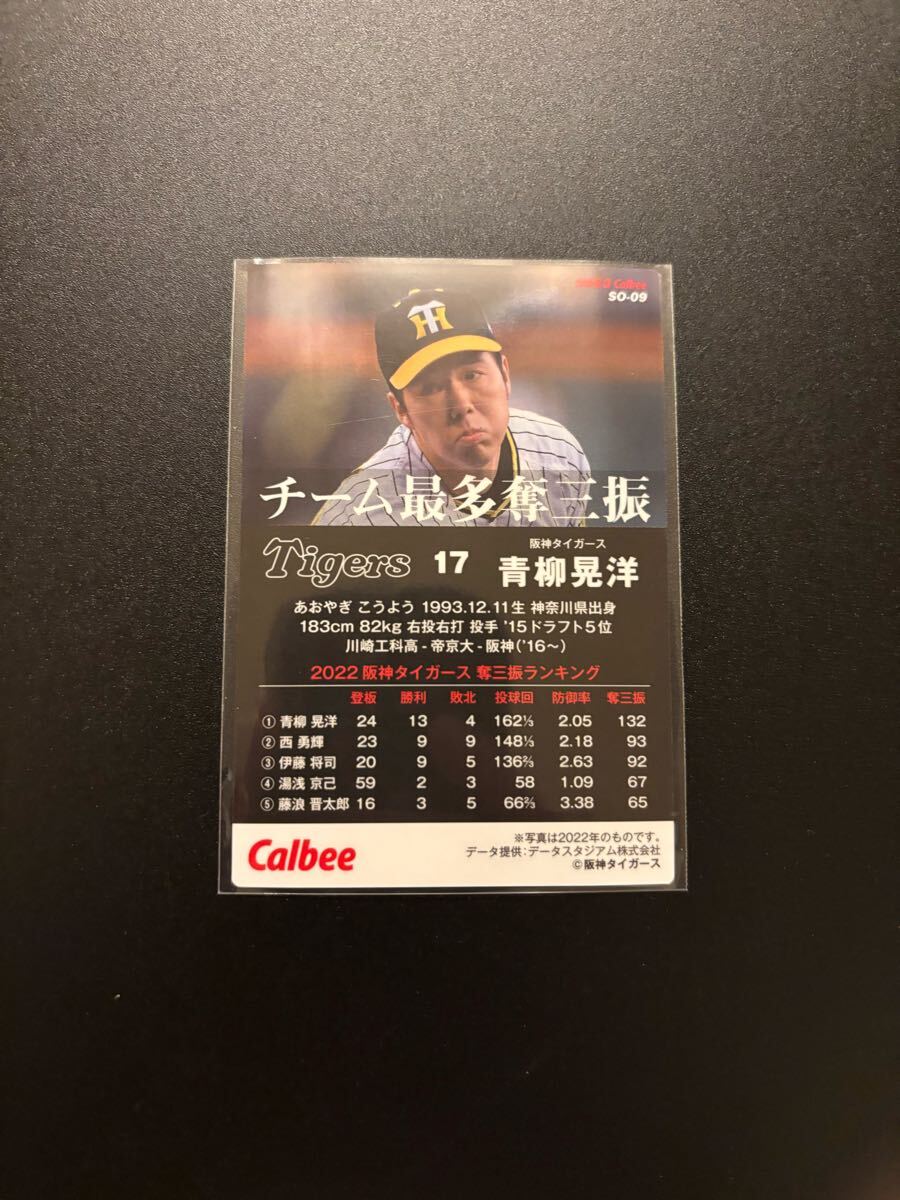 Calbee
SO-09
TH
チーム最多奪三振
Tigers 17 阪神タイガース
青柳晃洋
あおやぎ こうよう 1993.12.11生 神奈川県出身
183cm 82kg 右投右打 投手 '15ドラフト5位
川崎工科高-帝京大-阪神('16〜)
2022 阪神タイガース 奪三振ランキング
登板 勝利 敗北 投球回 防御率 奪三振
① 青柳 晃洋 24 13 4 162⅓ 2.05 132
② 西 勇輝 23 9 9 148⅓ 2.18 93
③ 伊藤 将司 20 9 5 136⅔ 2.63 92
④ 湯浅 京己 59 2 3 58 1.09 67
⑤ 藤浪 晋太郎 16 3 5 66⅔ 3.38 65
Calbee
※写真は2022年のものです。
データ提供:データスタジアム株式会社
©阪神タイガース